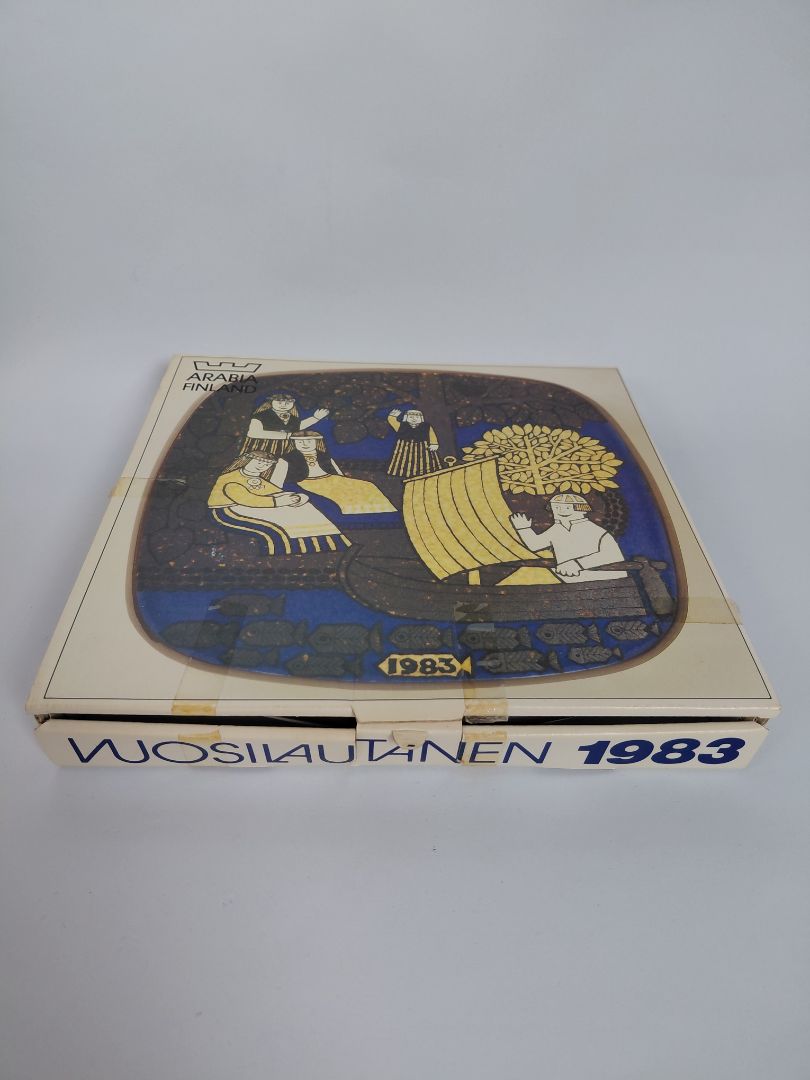 ARABIA
FINLAND
1983
VUOSILAUTANEN 1983